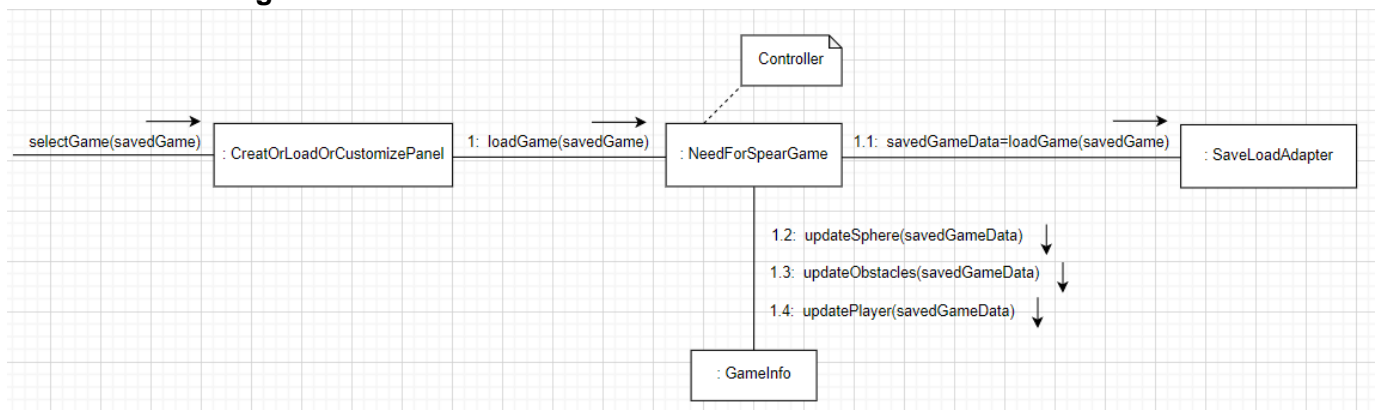 Controller
selectGame(savedGame)
: CreatOrLoadOrCustomizePanel
1: loadGame(savedGame)
: NeedForSpearGame
1.1: savedGameData=loadGame(savedGame)
: SaveLoadAdapter
1.2: updateSphere(savedGameData)
1.3: updateObstacles(savedGameData)
1.4: updatePlayer(savedGameData)
: GameInfo